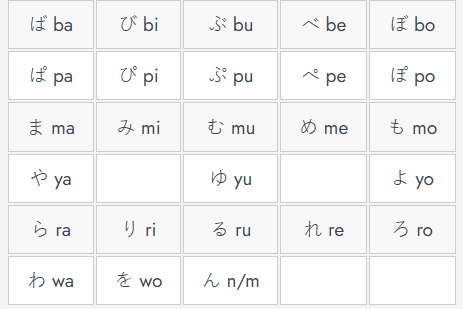 ば ba び bi ぶ bu べ be ぼ bo
ぱ pa ぴ pi ぷ pu ぺ pe ぽ po
ま ma み mi む mu め me も mo
や ya ゆ yu よ yo
ら ra り ri る ru れ re ろ ro
わ wa を wo ん n/m